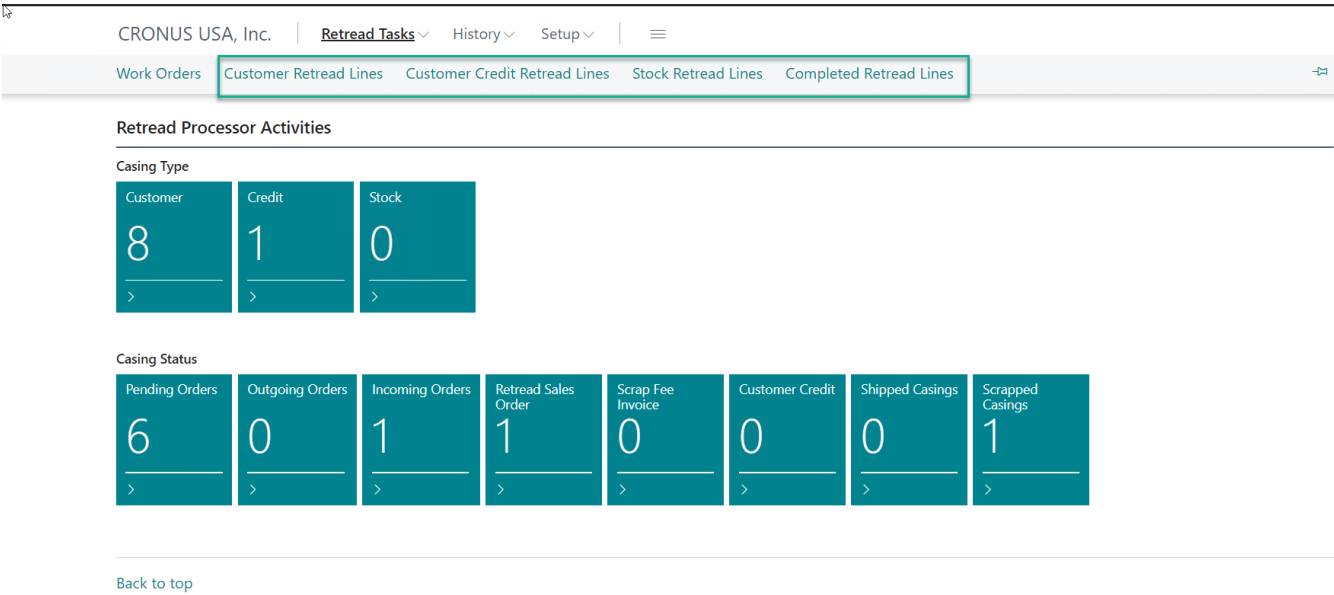 CRONUS USA, Inc. Retread Tasks History Setup
Work Orders Customer Retread Lines Customer Credit Retread Lines Stock Retread Lines Completed Retread Lines
Retread Processor Activities
Casing Type
Customer
8
Credit
1
Stock
0
Casing Status
Pending Orders
6
Outgoing Orders
0
Incoming Orders
1
Retread Sales
Order
1
Scrap Fee
Invoice
0
Customer Credit
0
Shipped Casings
0
Scrapped
Casings
1
Back to top